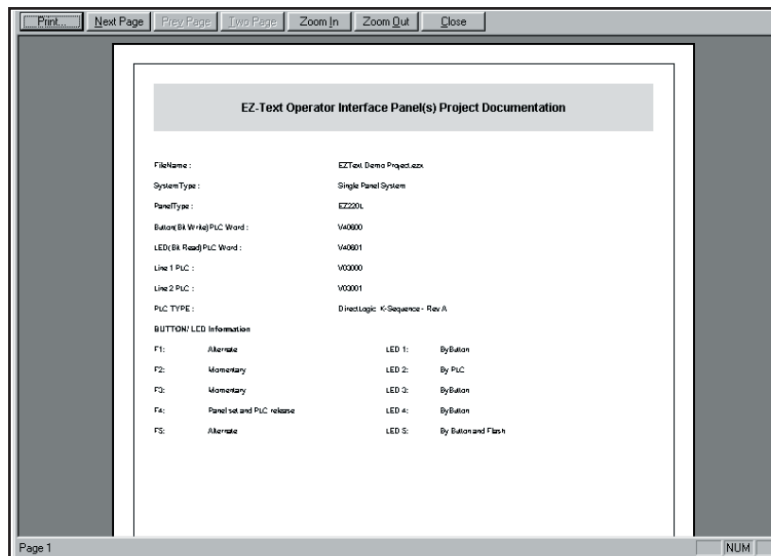 Print... Next Page Prev Page Two Page Zoom In Zoom Out Close
EZ-Text Operator Interface Panel(s) Project Documentation
FileName : EZText Demo Project.ezx
SystemType : Single Panel System
PanelType : EZ220L
Button(Bit Write)PLC Word : V40600
LED(Bit Read)PLC Word : V40601
Line 1 PLC : V03000
Line 2 PLC : V03001
PLC TYPE : DirectLogic K-Sequence - Rev A
BUTTON/ LED Information
F1: Alternate LED 1: ByButton
F2: Momentary LED 2: By PLC
F3: Momentary LED 3: ByButton
F4: Panel set and PLC release LED 4: ByButton
F5: Alternate LED 5: By Button and Flash
Page 1 NUM